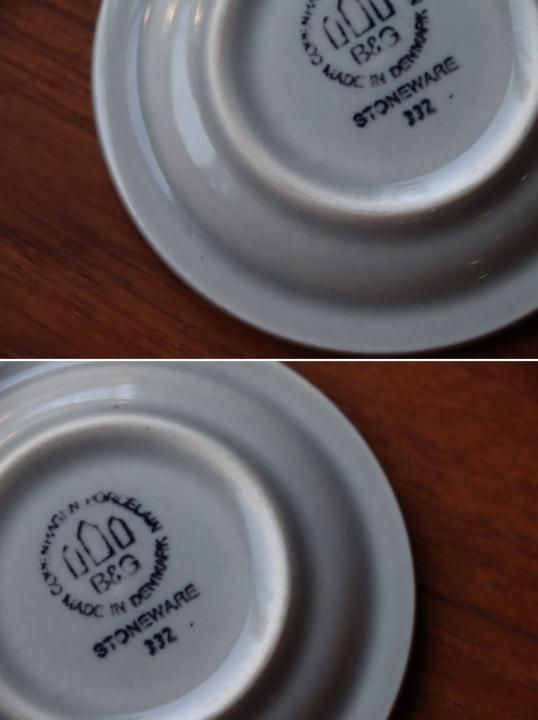 B&G
MADE IN DENMARK
STONEWARE
332
COPENHAGEN PORCELAIN
B&G
MADE IN DENMARK
STONEWARE
332